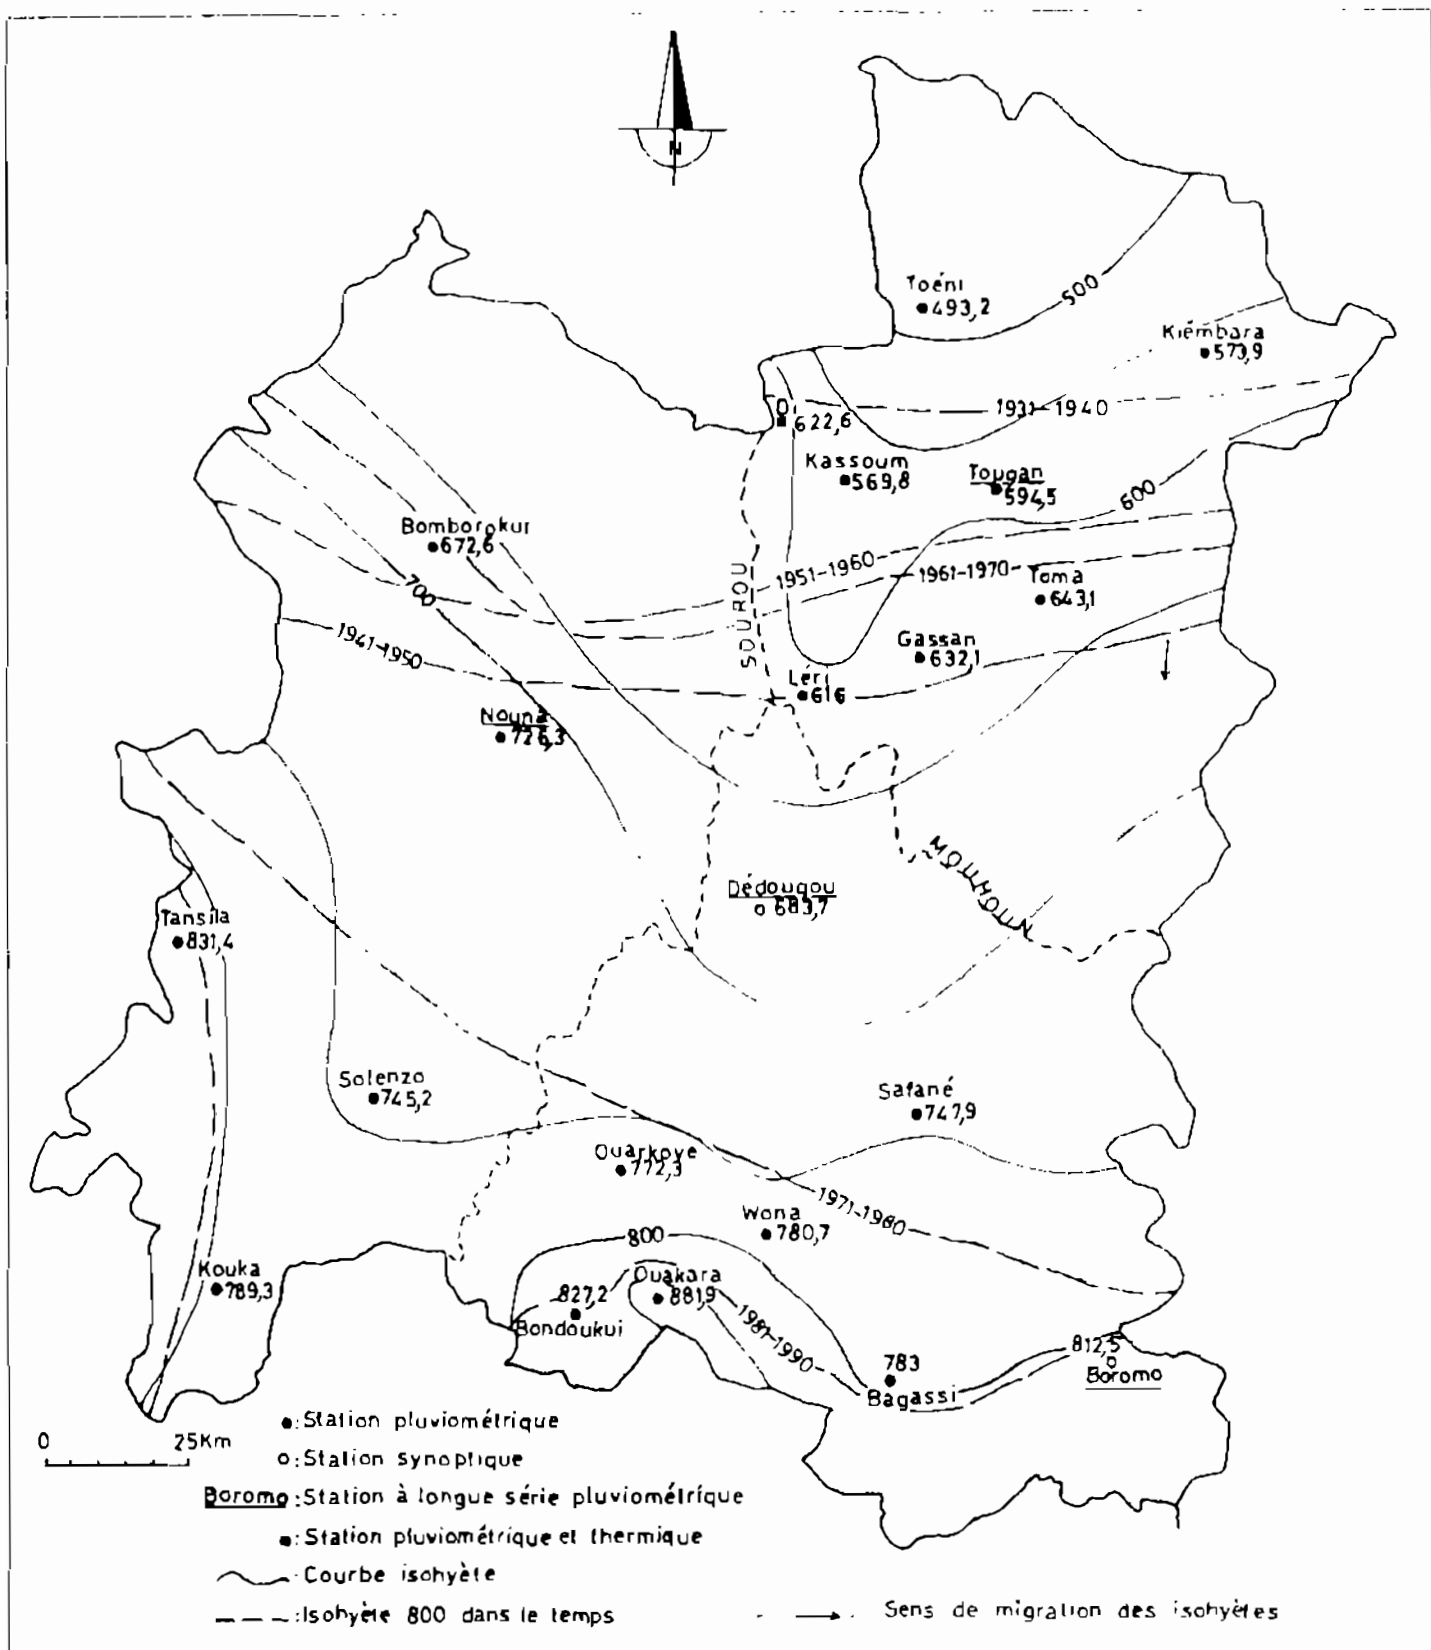 N
Toéni
493,2
500
Kiémbara
573,9
1931-1940
D
622,6
Kassoum
569,8
Tougan
594,5
600
Bomborokui
672,6
700
1951-1960
1961-1970
Toma
643,1
SOUROU
1941-1950
Gassan
632,1
Léri
616
Nouna
726,3
MOUHOUN
Dédougou
683,7
Tansila
831,4
Solenzo
745,2
Safané
747,9
Ouarkoye
772,3
1971-1980
Wona
780,7
800
Kouka
789,3
Ouakara
881,9
827,2
Bondoukui
1981-1990
783
Bagassi
812,5
Boromo
●:Station pluviométrique
0 25Km
o:Station synoptique
Boromo:Station à longue série pluviométrique
■:Station pluviométrique et thermique
Courbe isohyète
:Isohyète 800 dans le temps
Sens de migration des isohyètes